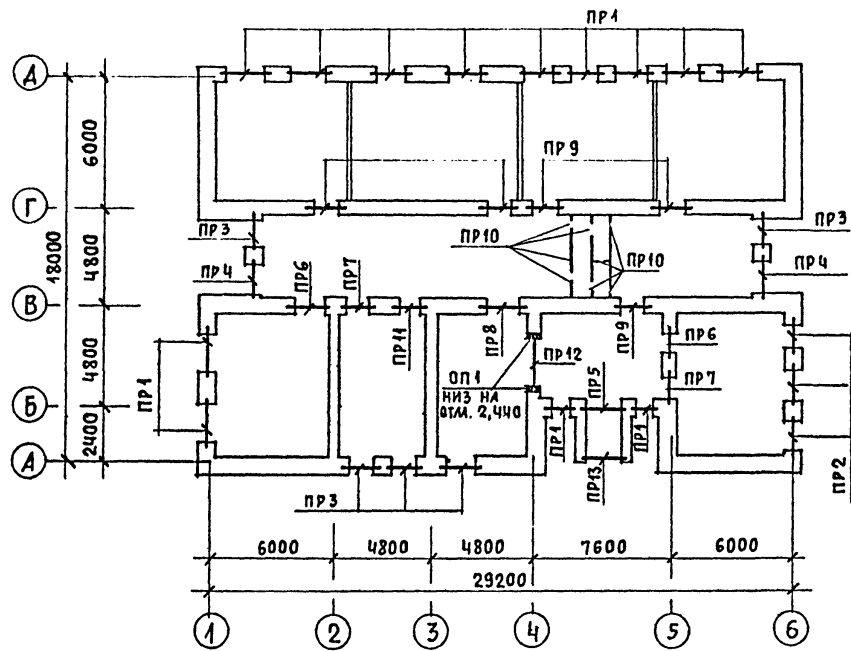 ПР1
Д
6000
ПР9
Г
ПР3
ПР10
ПР10
ПР3
18000
4800
ПР4
ПР6
ПР7
ПР4
В
ПР11
ПР8
ПР9
ПР6
ПР12
ПР1
4800
ОП1
НИЗ НА
ОТМ. 2,440
ПР5
ПР7
Б
2400
ПР1
ПР1
ПР2
А
ПР13
ПР3
6000
4800
4800
7600
6000
29200
1
2
3
4
5
6